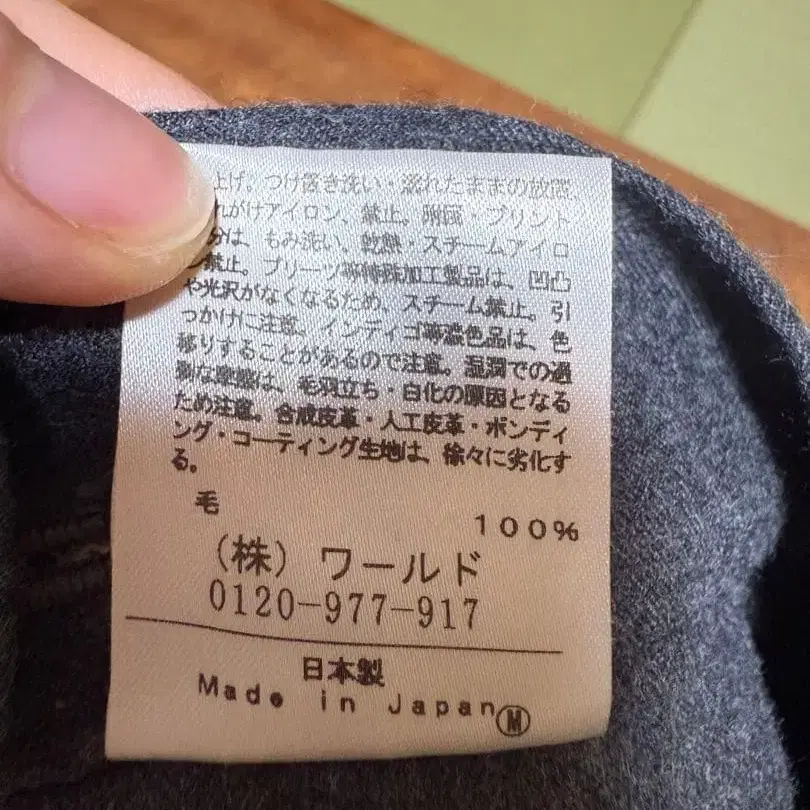 上げ。つけ置き洗い・濡れたままの放置、
れがけアイロン、禁止。附属・プリント
分は、もみ洗い、乾熱・スチームアイロ
ン禁止。プリーツ等特殊加工製品は、凹凸
や光沢がなくなるため、スチーム禁止。引
っかけに注意。インディゴ等濃色品は、色
移りすることがあるので注意。湿潤での過
剰な摩擦は、毛羽立ち・白化の原因となる
ため注意。合成皮革・人工皮革・ボンディ
ング・コーティング生地は、徐々に劣化す
る。
毛
100%
(株) ワールド
0120-977-917
日本製
Made in Japan Ⓜ